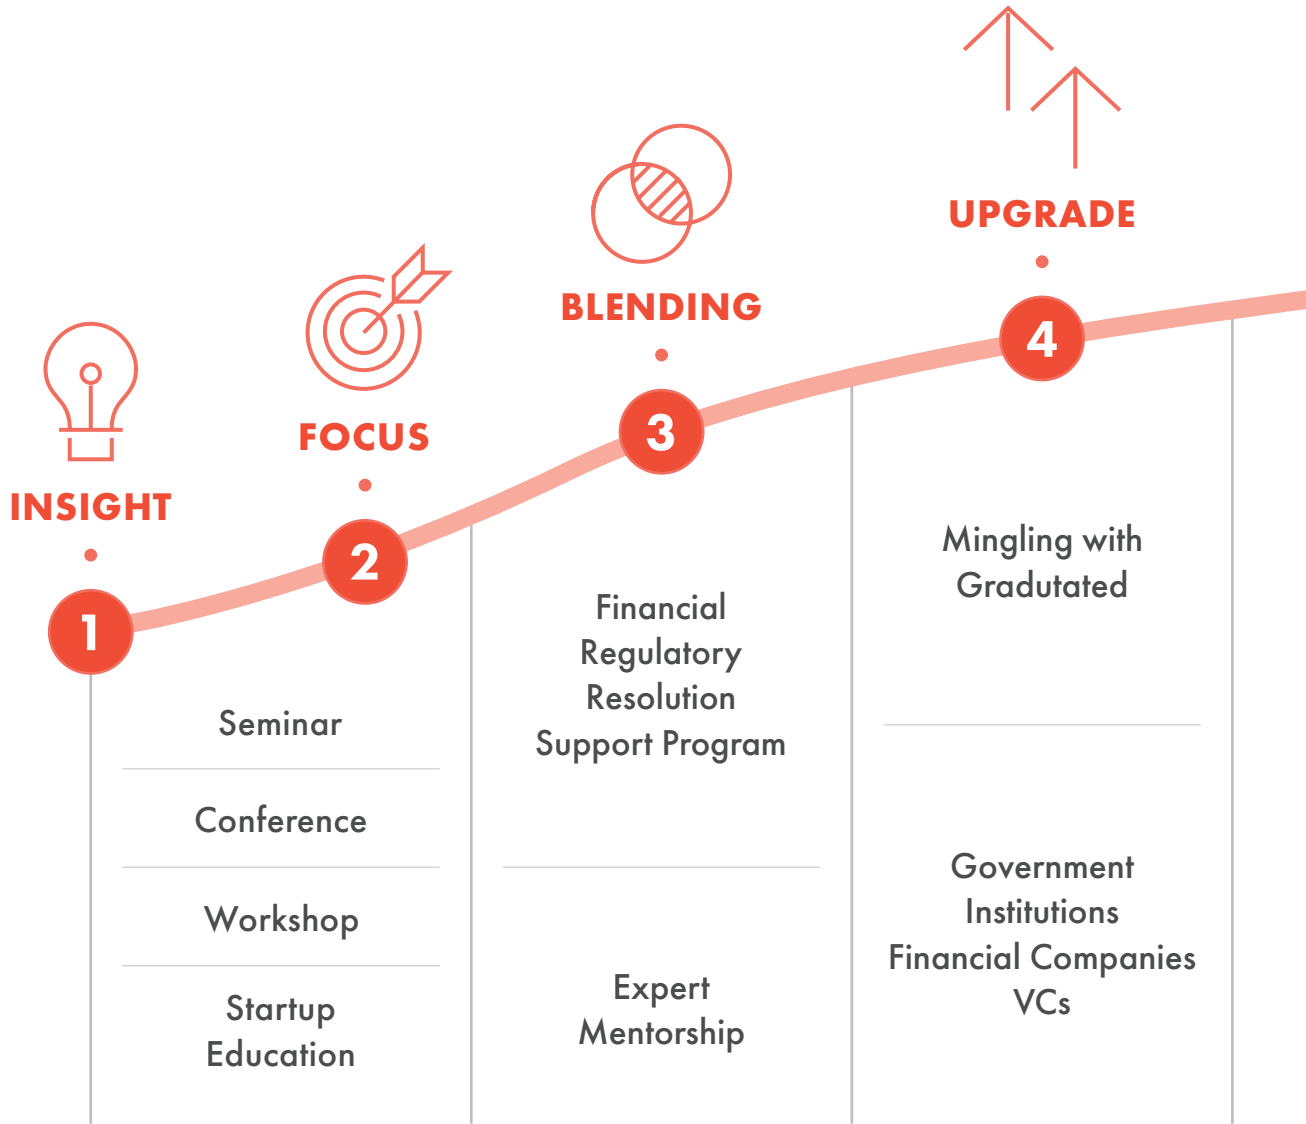 INSIGHT
1
FOCUS
2
Seminar
Conference
Workshop
Startup
Education
BLENDING
3
Financial
Regulatory
Resolution
Support Program
Expert
Mentorship
UPGRADE
4
Mingling with
Gradutated
Government
Institutions
Financial Companies
VCs